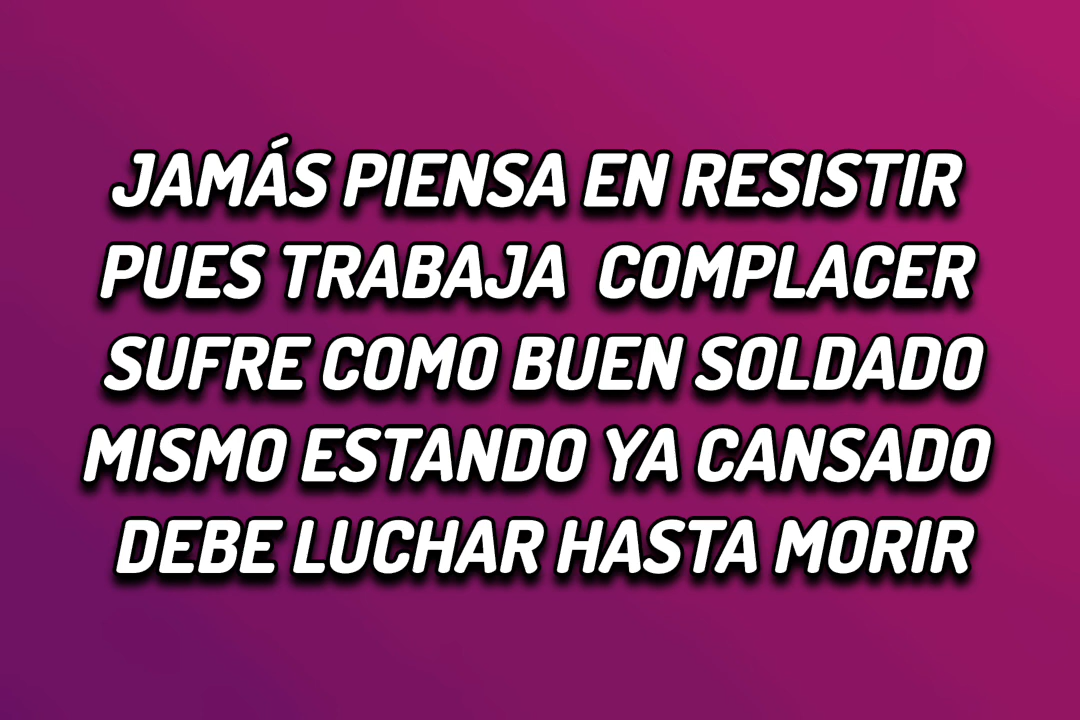 JAMÁS PIENSA EN RESISTIR
PUES TRABAJA  COMPLACER
SUFRE COMO BUEN SOLDADO
MISMO ESTANDO YA CANSADO
DEBE LUCHAR HASTA MORIR